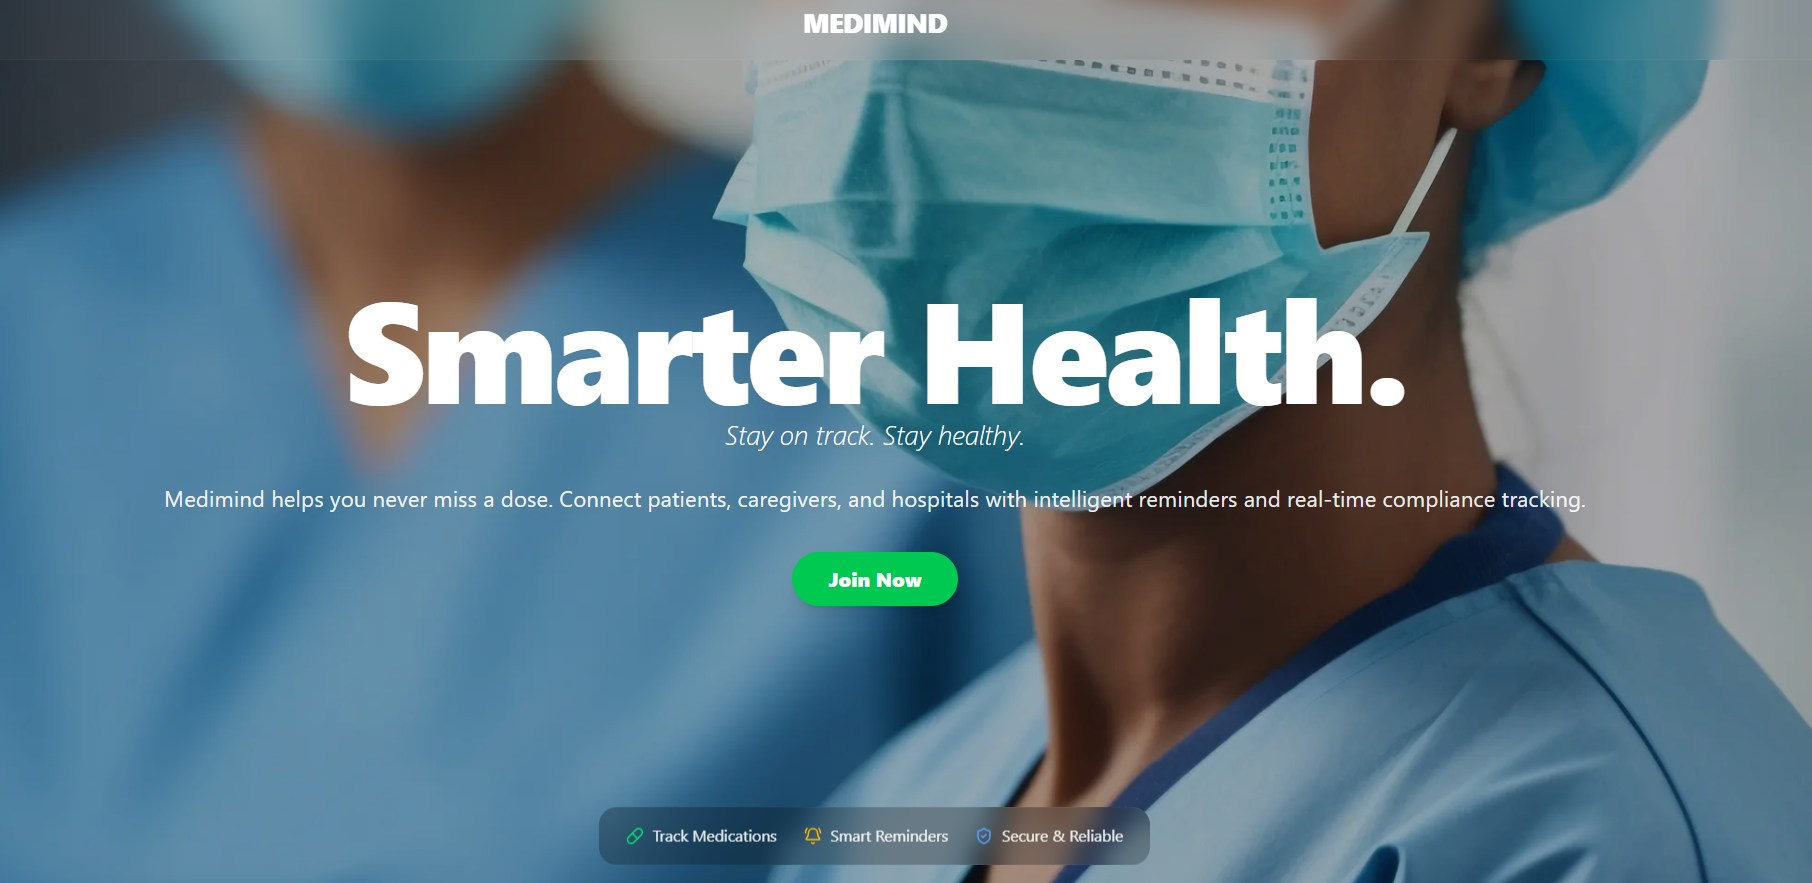 MEDIMIND
Smarter Health.
Stay on track. Stay healthy.
Medimind helps you never miss a dose. Connect patients, caregivers, and hospitals with intelligent reminders and real-time compliance tracking.
Join Now
Track Medications
Smart Reminders
Secure & Reliable